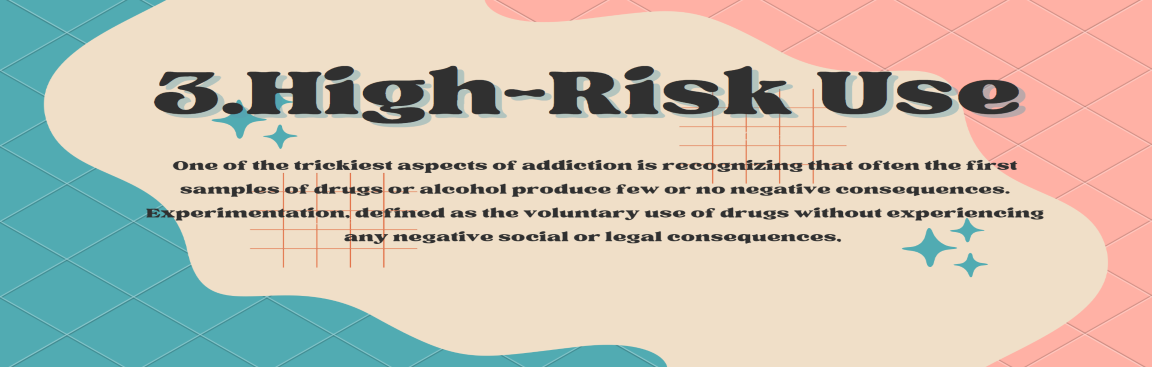 3.High-Risk Use
One of the trickiest aspects of addiction is recognizing that often the first
samples of drugs or alcohol produce few or no negative consequences.
Experimentation, defined as the voluntary use of drugs without experiencing
any negative social or legal consequences,